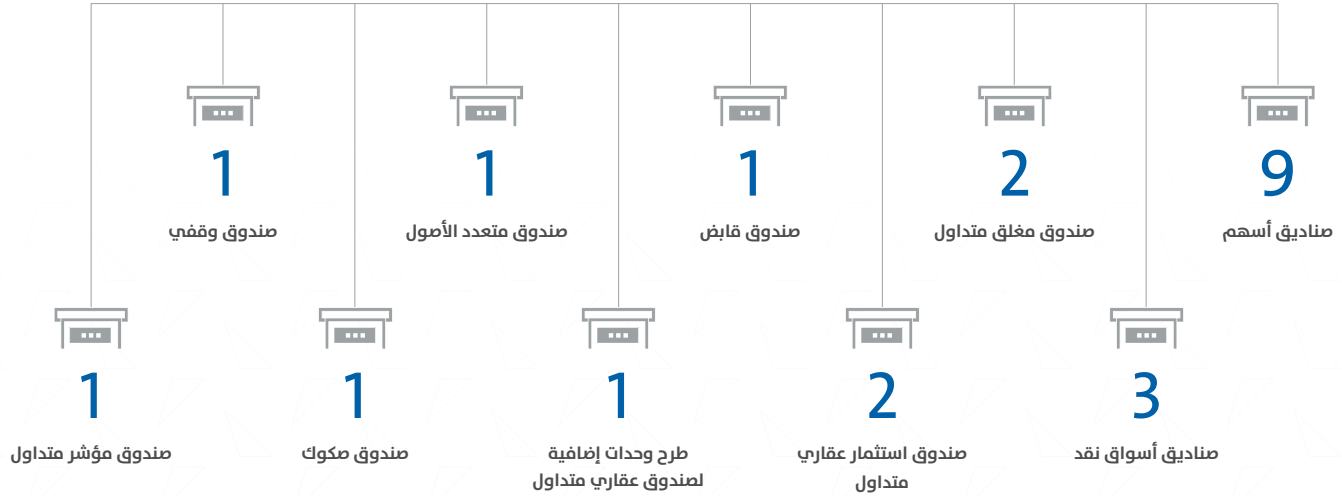 9
صناديق أسهم
2
صندوق مغلق متداول
1
صندوق قابض
1
صندوق متعدد الأصول
1
صندوق وقفي
3
صناديق أسواق نقد
2
صندوق استثمار عقاري
متداول
1
طرح وحدات إضافية
لصندوق عقاري متداول
1
صندوق صكوك
1
صندوق مؤشر متداول